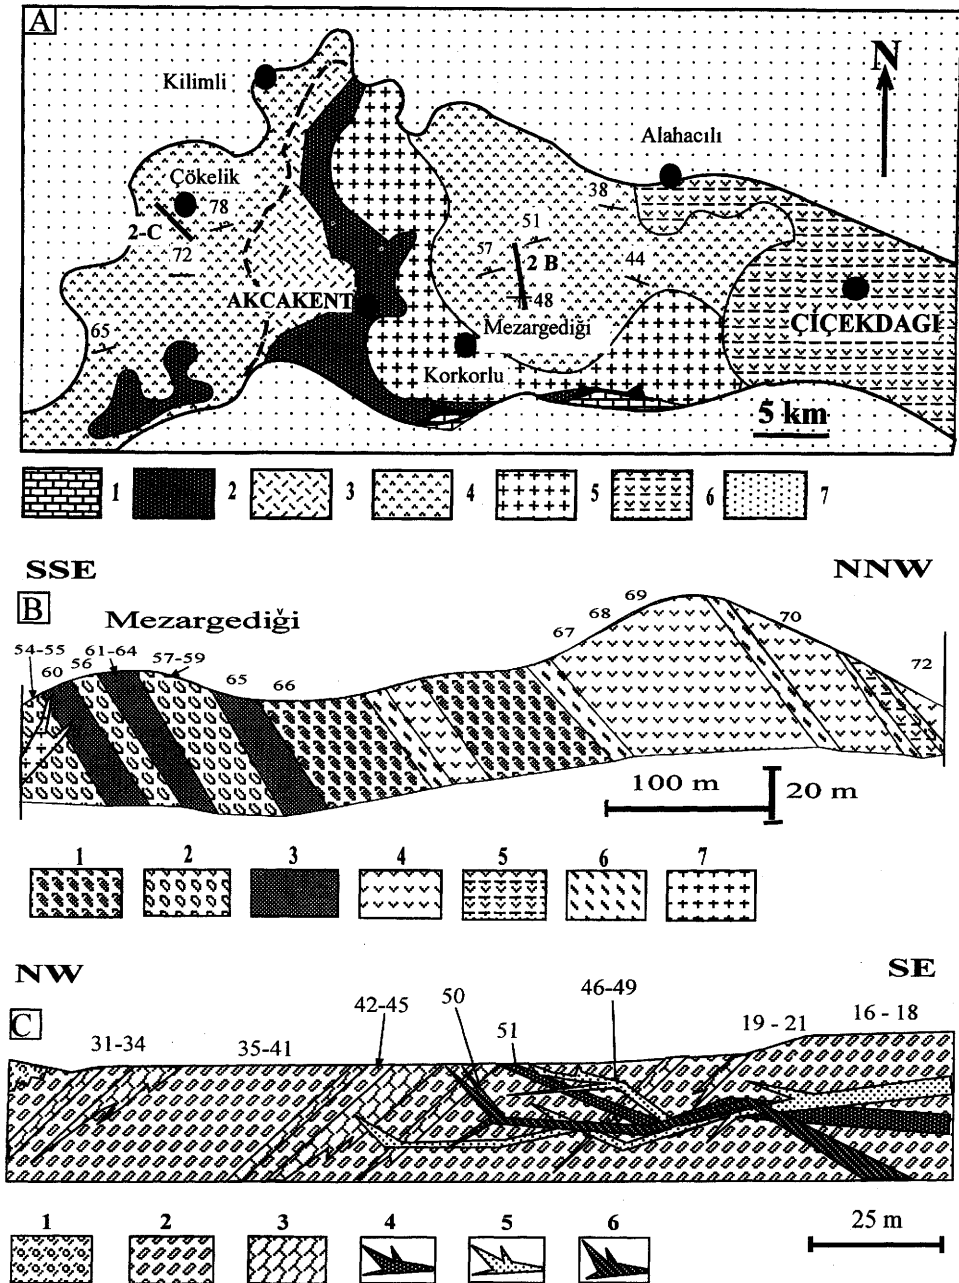 A
N
Kilimli
Alahacılı
Çökelik
78
38
2-C
51
72
57
2 B
44
AKCAKENT
48
ÇİÇEKDAGI
Mezargediği
65
Korkorlu
5 km
1 2 3 4 5 6 7
SSE NNW
B
Mezargediği
54-55 60 56 61-64 57-59 65 66 67 68 69 70 72
100 m 20 m
1 2 3 4 5 6 7
NW SE
C
31-34 35-41 42-45 50 51 46-49 19 - 21 16 - 18
1 2 3 4 5 6
25 m